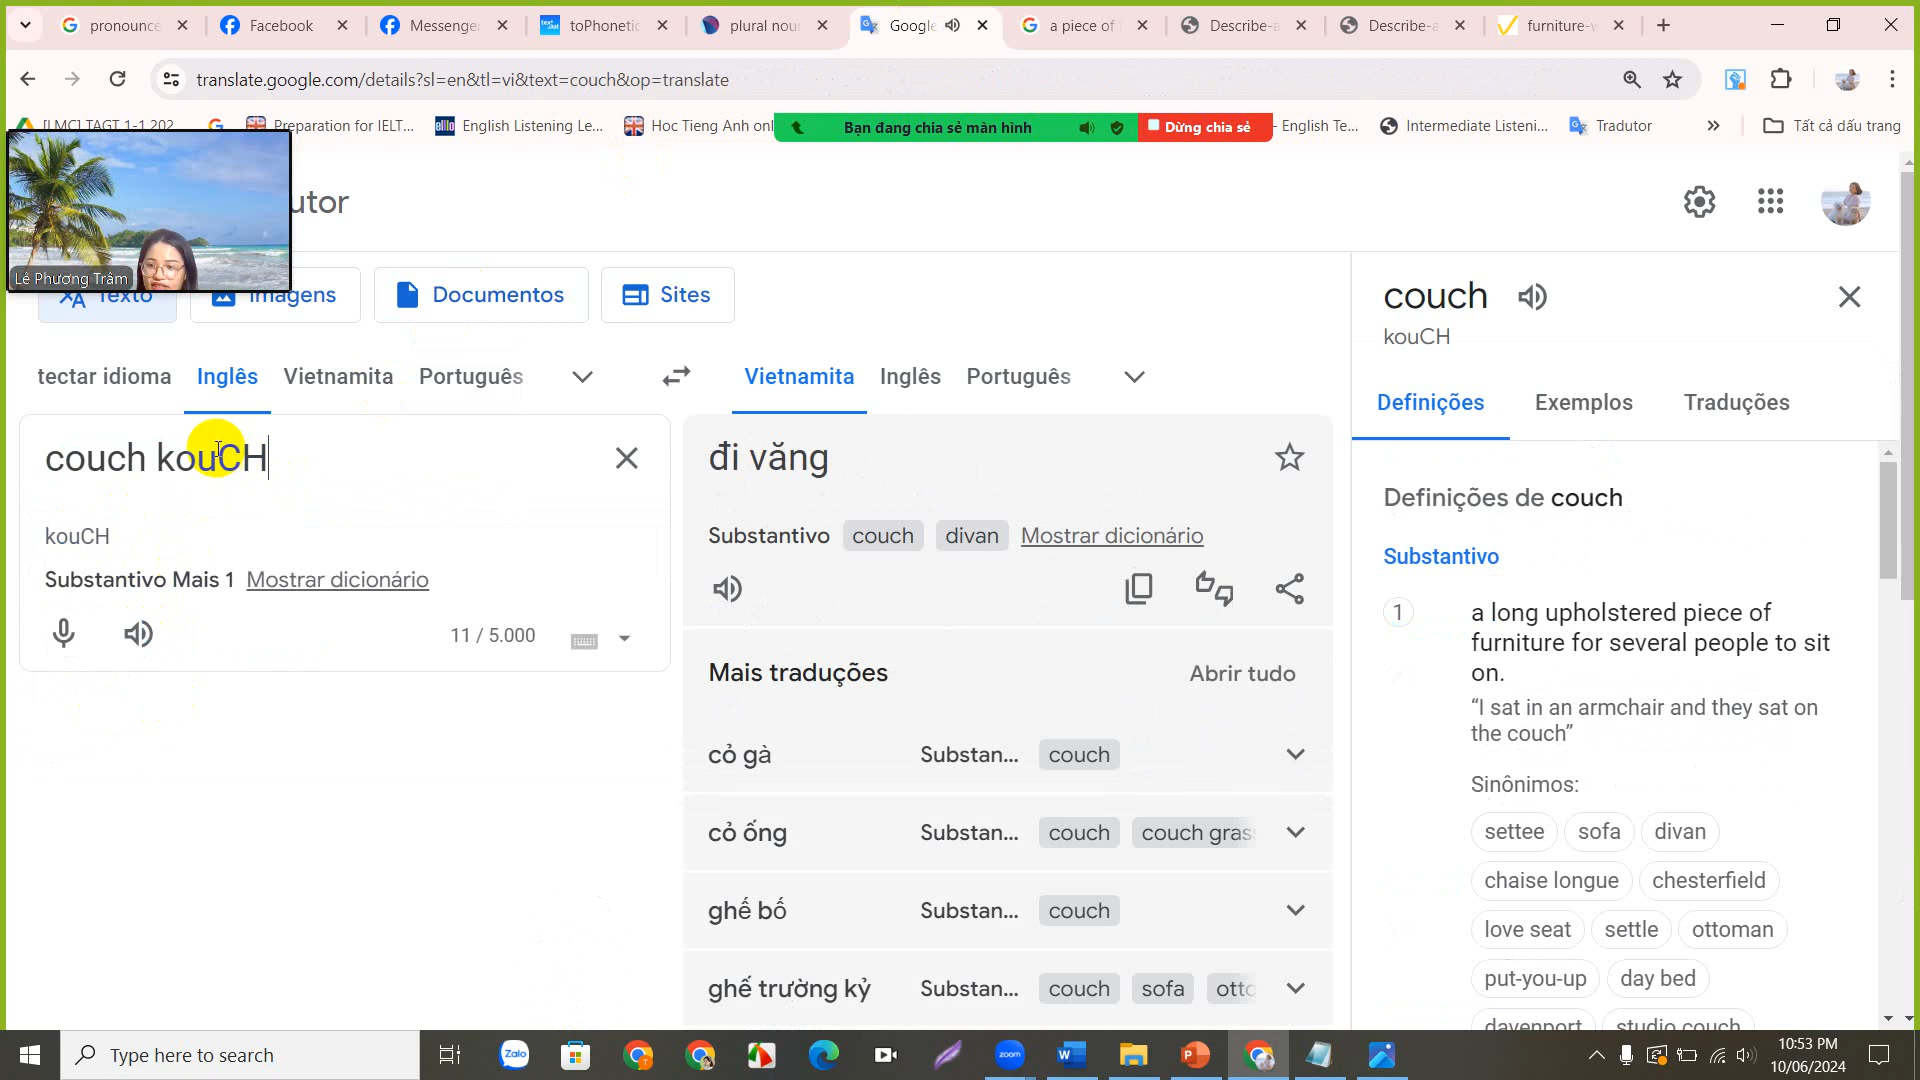 pronounce
Facebook
Messenge
toPhonetic
plural nou
Google
a piece of
Describe-a
Describe-a
furniture-w
translate.google.com/details?sl=en&tl=vi&text=couch&op=translate
[LMC] TAGT 1-1 202
Preparation for IELT...
English Listening Le...
Hoc Tieng Anh onl
Bạn đang chia sẻ màn hình
Dừng chia sẻ
English Te...
Intermediate Listeni...
Tradutor
Tất cả dấu trang
Lê Phương Trâm
utor
Texto
Imagens
Documentos
Sites
tectar idioma
Inglês
Vietnamita
Português
Vietnamita
Inglês
Português
couch kouCH
kouCH
Substantivo Mais 1 Mostrar dicionário
11 / 5.000
đi văng
Substantivo couch divan Mostrar dicionário
Mais traduções
Abrir tudo
cỏ gà Substan... couch
cỏ ống Substan... couch couch gras
ghế bố Substan... couch
ghế trường kỷ Substan... couch sofa otto
couch
kouCH
Definições
Exemplos
Traduções
Definições de couch
Substantivo
1
a long upholstered piece of
furniture for several people to sit
on.
“I sat in an armchair and they sat on
the couch”
Sinônimos:
settee sofa divan
chaise longue chesterfield
love seat settle ottoman
put-you-up day bed
davenport studio couch
Type here to search
Zalo
zoom
10:53 PM
10/06/2024